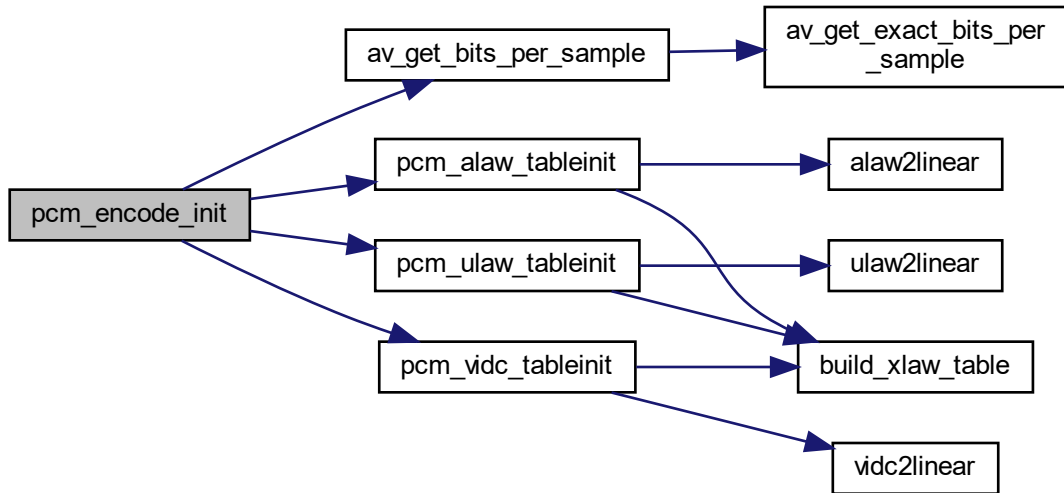 av_get_bits_per_sample
av_get_exact_bits_per
_sample
pcm_alaw_tableinit
alaw2linear
pcm_encode_init
pcm_ulaw_tableinit
ulaw2linear
pcm_vidc_tableinit
build_xlaw_table
vidc2linear